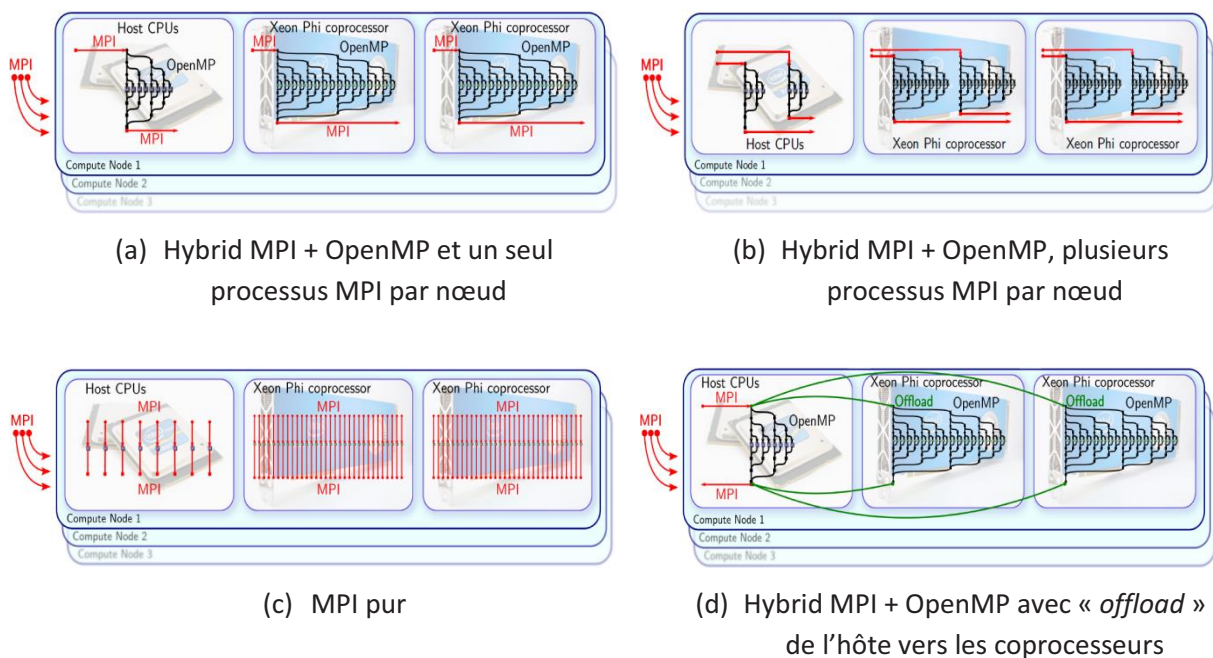 Host CPUs
Xeon Phi coprocessor
Xeon Phi coprocessor
MPI
MPI
MPI
MPI
OpenMP
OpenMP
OpenMP
MPI
MPI
MPI
Compute Node 1
Compute Node 2
Compute Node 3
(a) Hybrid MPI + OpenMP et un seul
processus MPI par nœud
MPI
Host CPUs
Xeon Phi coprocessor
Xeon Phi coprocessor
Compute Node 1
Compute Node 2
Compute Node 3
(b) Hybrid MPI + OpenMP, plusieurs
processus MPI par nœud
Host CPUs
Xeon Phi coprocessor
Xeon Phi coprocessor
MPI
MPI
MPI
MPI
MPI
MPI
MPI
Compute Node 1
Compute Node 2
Compute Node 3
(c) MPI pur
Host CPUs
Xeon Phi coprocessor
Xeon Phi coprocessor
MPI
Offload
OpenMP
Offload
OpenMP
OpenMP
MPI
MPI
Compute Node 1
Compute Node 2
Compute Node 3
(d) Hybrid MPI + OpenMP avec « offload »
de l’hôte vers les coprocesseurs